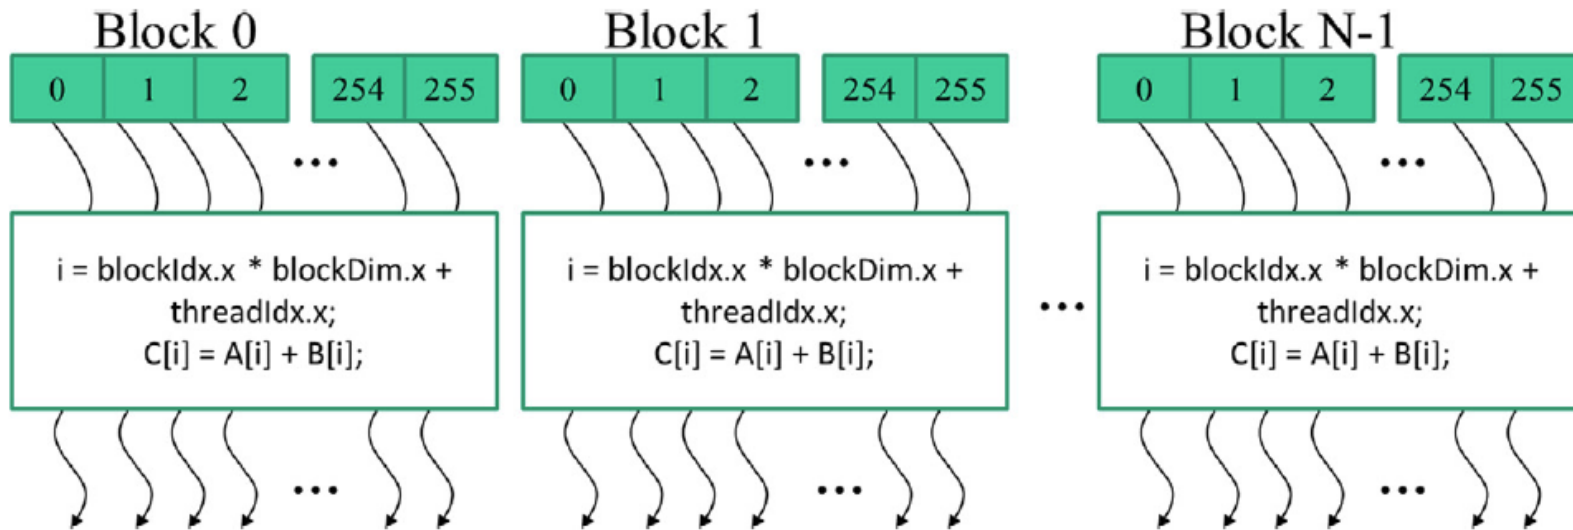 Block 0
Block 1
Block N-1
0 1 2 254 255
0 1 2 254 255
0 1 2 254 255
...
...
...
i = blockIdx.x * blockDim.x +
threadIdx.x;
C[i] = A[i] + B[i];
i = blockIdx.x * blockDim.x +
threadIdx.x;
C[i] = A[i] + B[i];
...
i = blockIdx.x * blockDim.x +
threadIdx.x;
C[i] = A[i] + B[i];
...
...
...